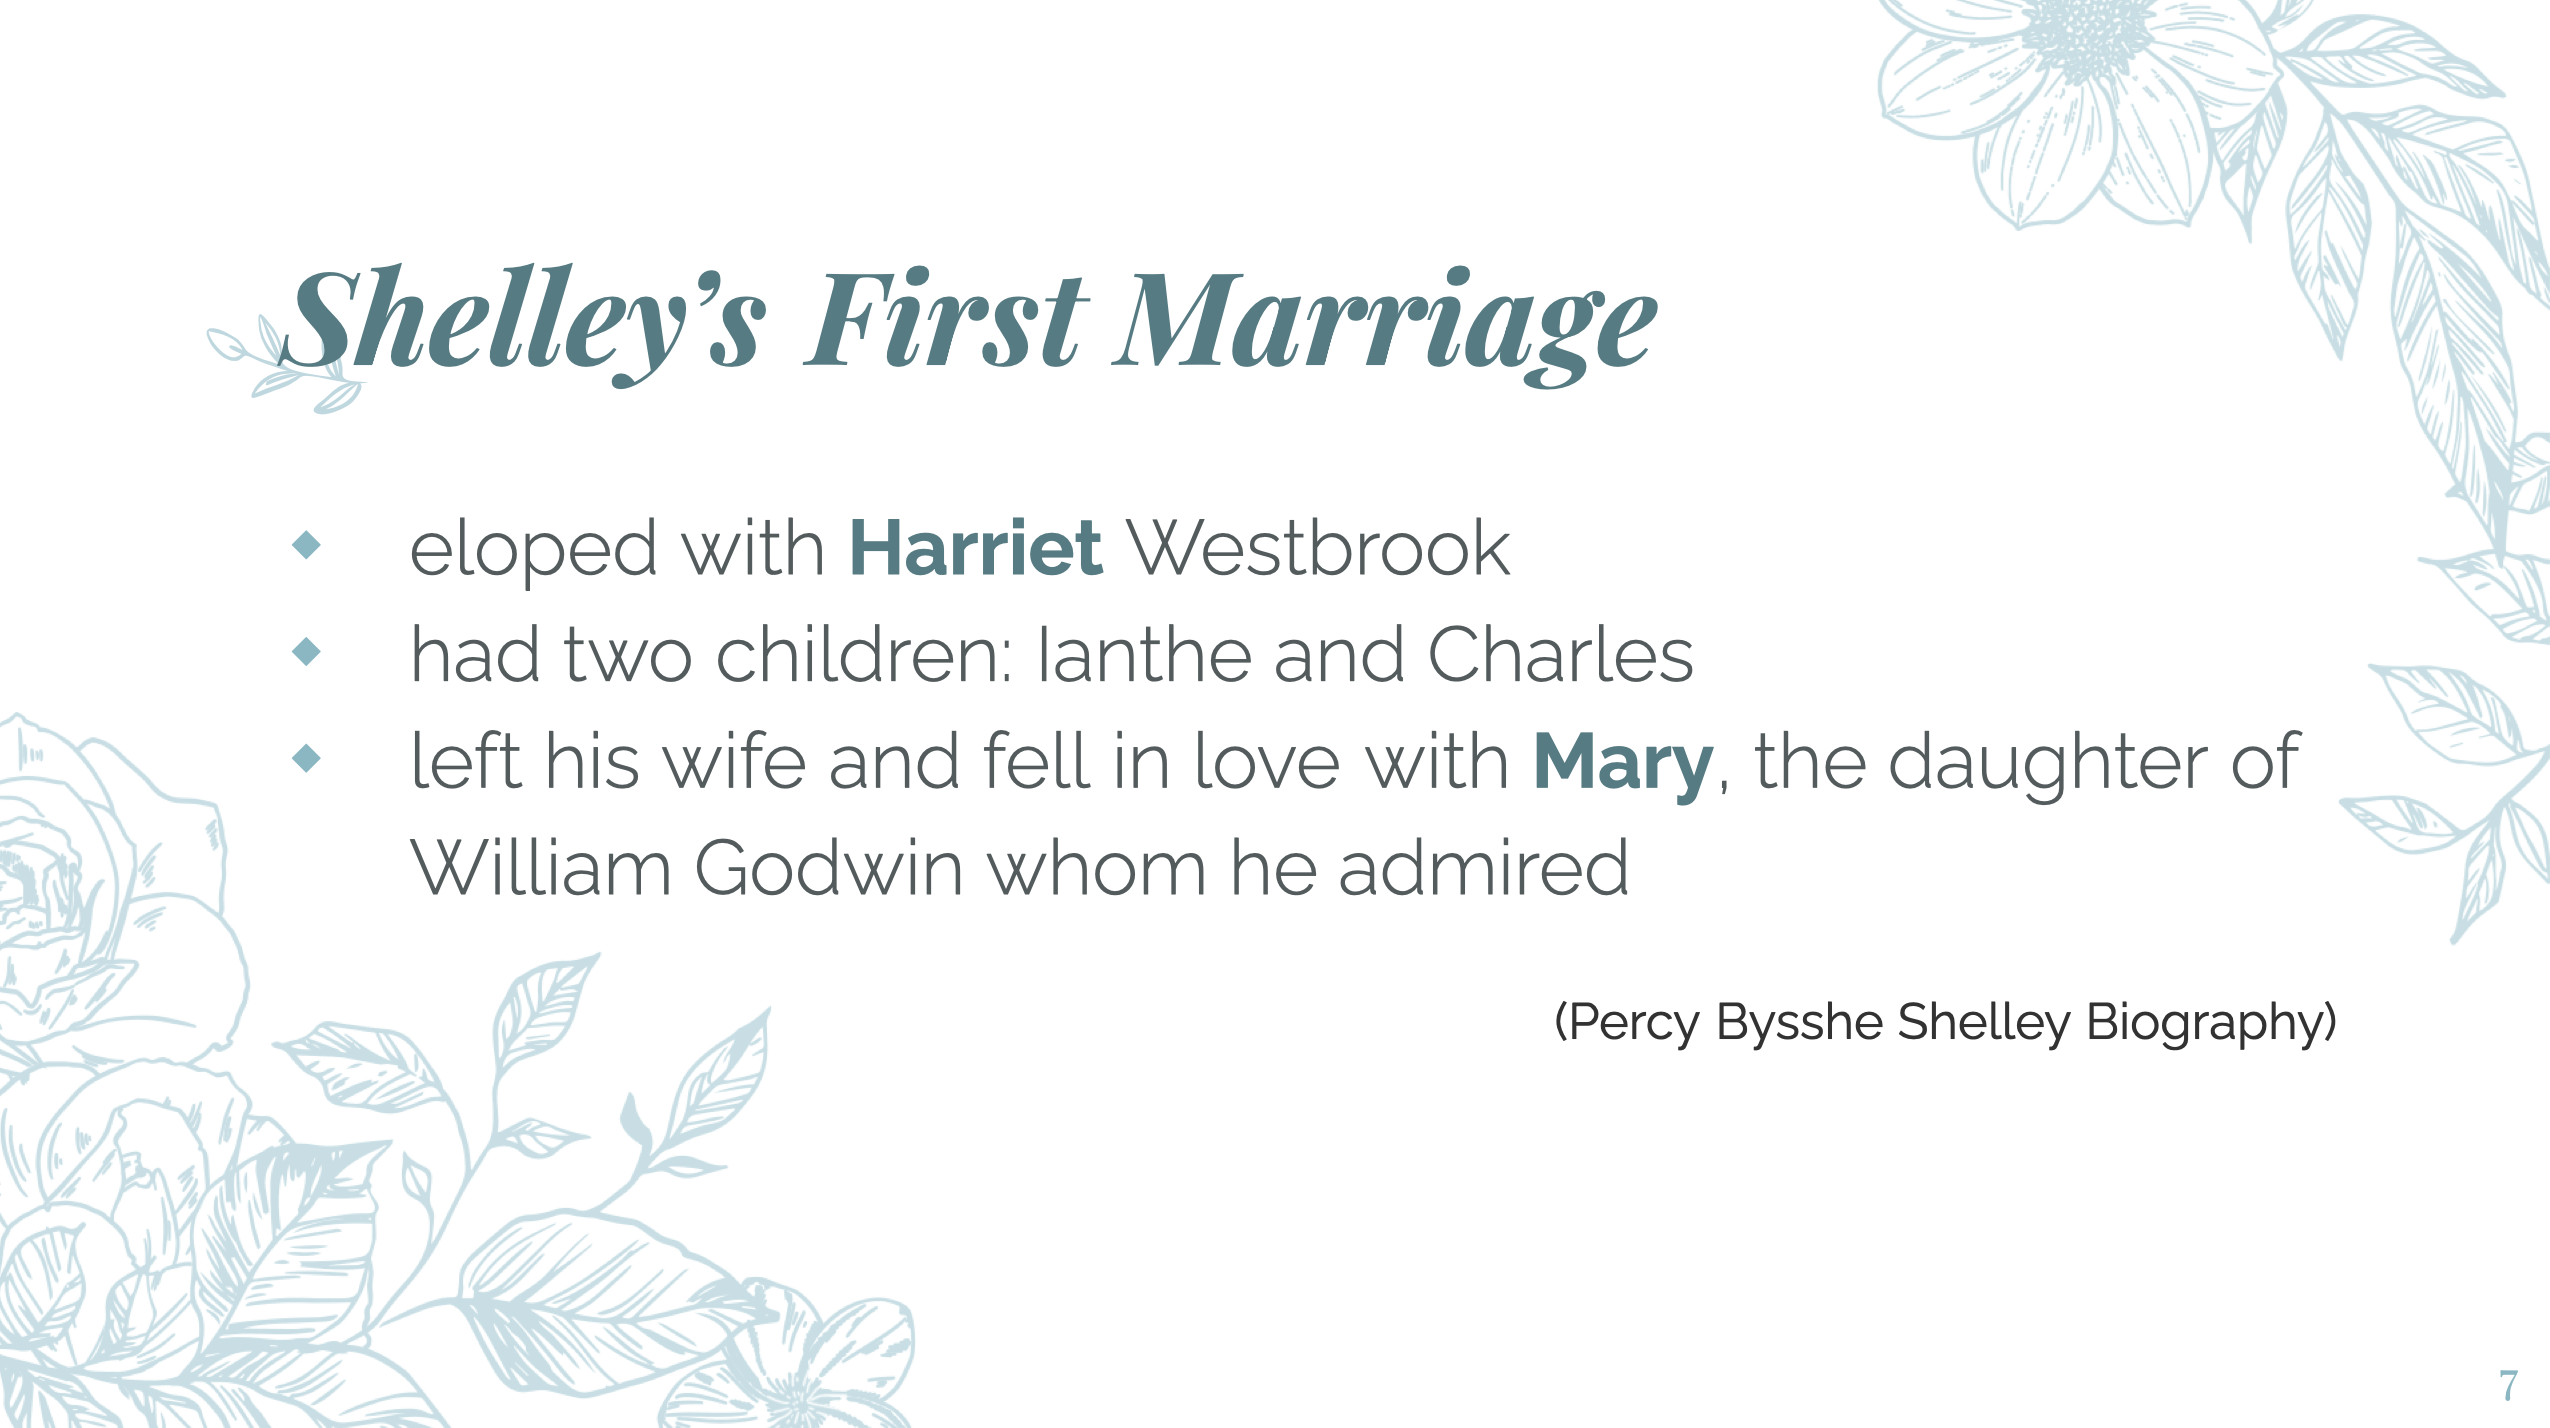 Shelley’s First Marriage
eloped with Harriet Westbrook
had two children: Ianthe and Charles
left his wife and fell in love with Mary, the daughter of
William Godwin whom he admired
(Percy Bysshe Shelley Biography)
7